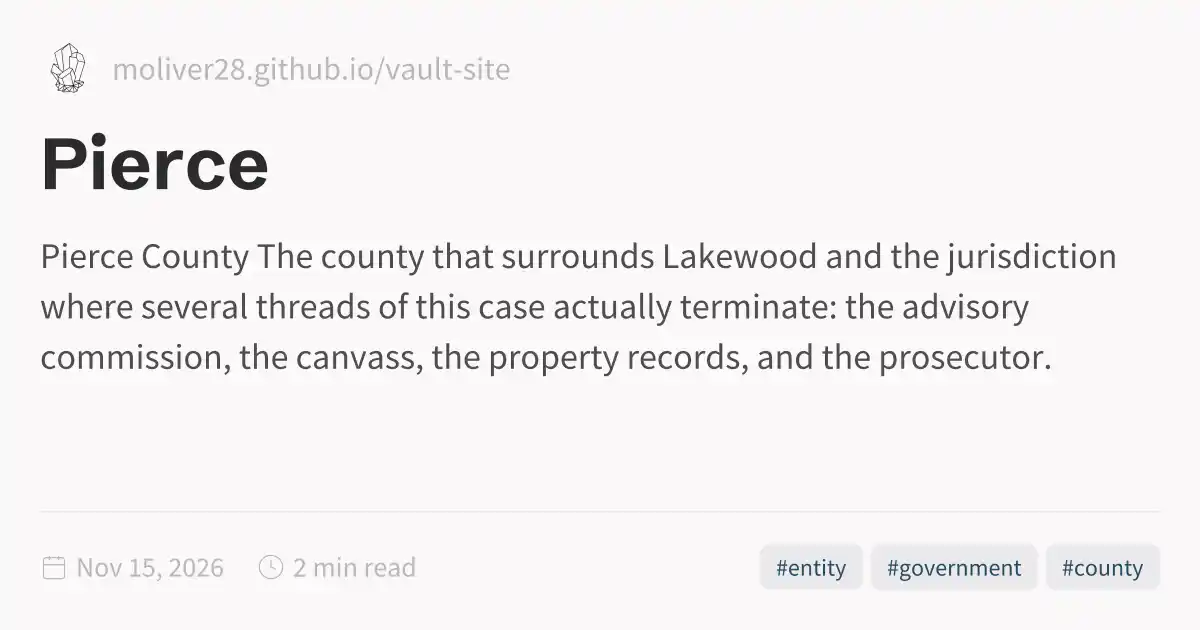 moliver28.github.io/vault-site
Pierce
Pierce County The county that surrounds Lakewood and the jurisdiction
where several threads of this case actually terminate: the advisory
commission, the canvass, the property records, and the prosecutor.
Nov 15, 2026
2 min read
#entity
#government
#county